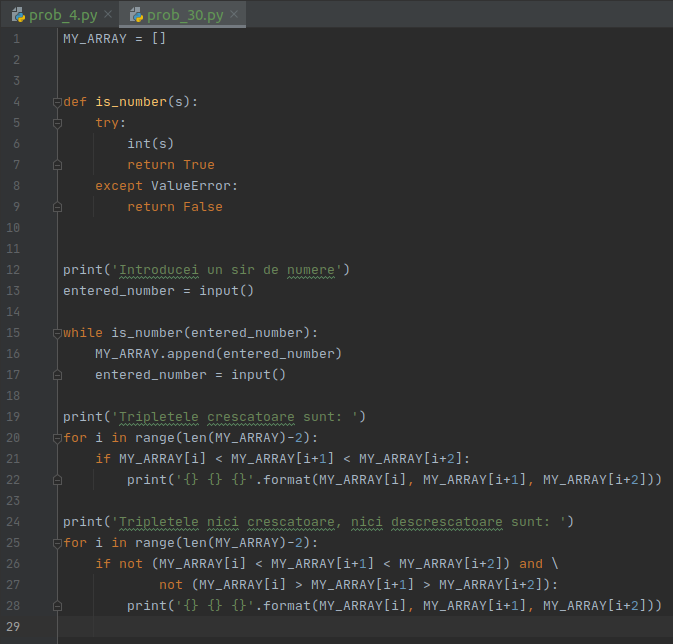 prob_4.py × prob_30.py ×
1 MY_ARRAY = []
2
3
4 def is_number(s):
5     try:
6         int(s)
7         return True
8     except ValueError:
9         return False
10
11
12 print('Introducei un sir de numere')
13 entered_number = input()
14
15 while is_number(entered_number):
16     MY_ARRAY.append(entered_number)
17     entered_number = input()
18
19 print('Tripletele crescatoare sunt: ')
20 for i in range(len(MY_ARRAY)-2):
21     if MY_ARRAY[i] < MY_ARRAY[i+1] < MY_ARRAY[i+2]:
22         print('{} {} {}'.format(MY_ARRAY[i], MY_ARRAY[i+1], MY_ARRAY[i+2]))
23
24 print('Tripletele nici crescatoare, nici descrescatoare sunt: ')
25 for i in range(len(MY_ARRAY)-2):
26     if not (MY_ARRAY[i] < MY_ARRAY[i+1] < MY_ARRAY[i+2]) and \
27             not (MY_ARRAY[i] > MY_ARRAY[i+1] > MY_ARRAY[i+2]):
28         print('{} {} {}'.format(MY_ARRAY[i], MY_ARRAY[i+1], MY_ARRAY[i+2]))
29